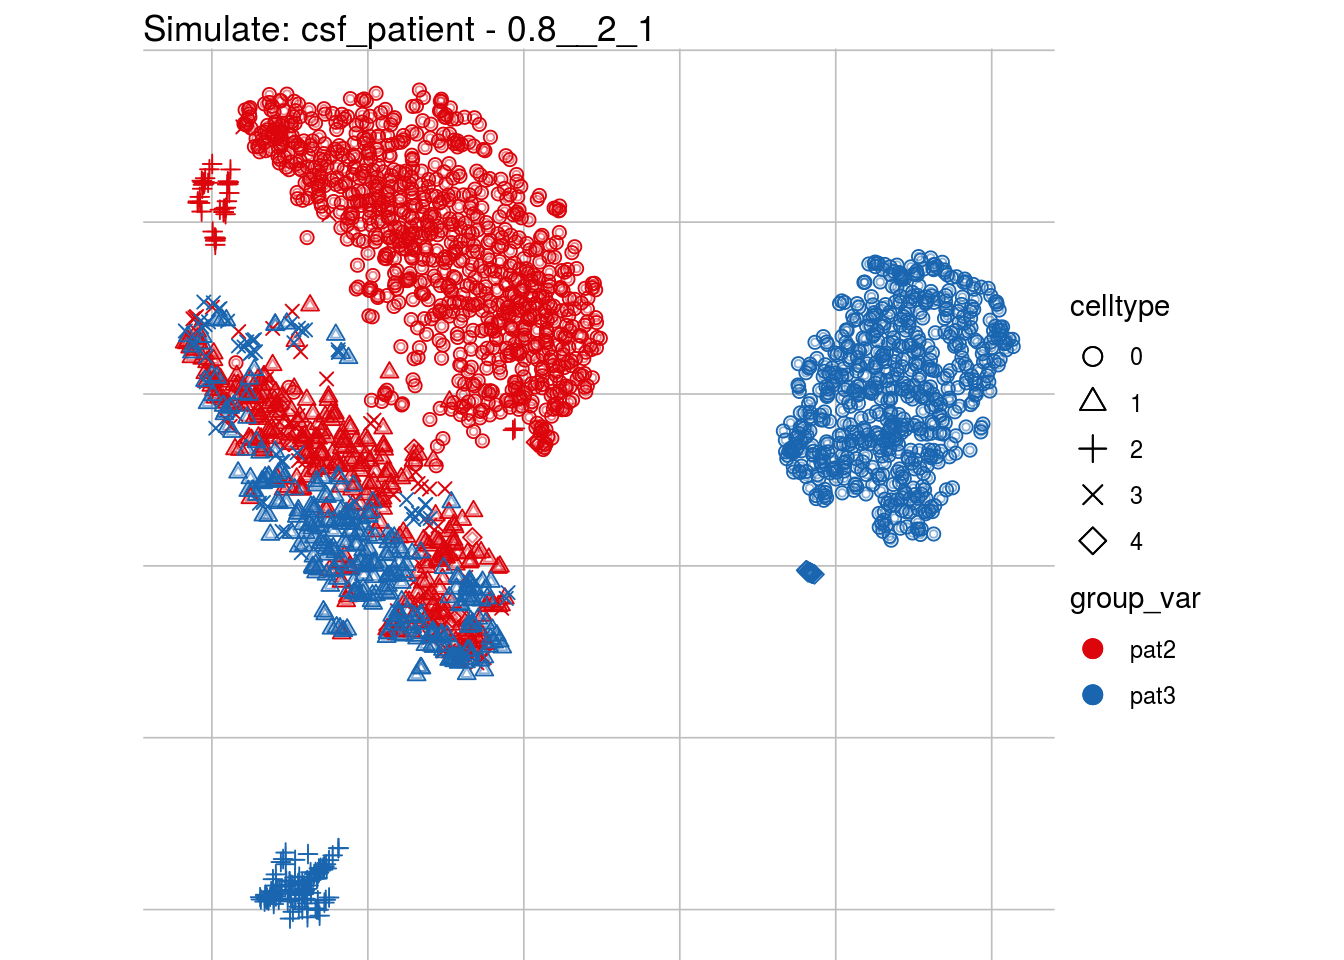 Simulate: csf_patient - 0.8__2_1
celltype
0
1
2
3
4
group_var
pat2
pat3